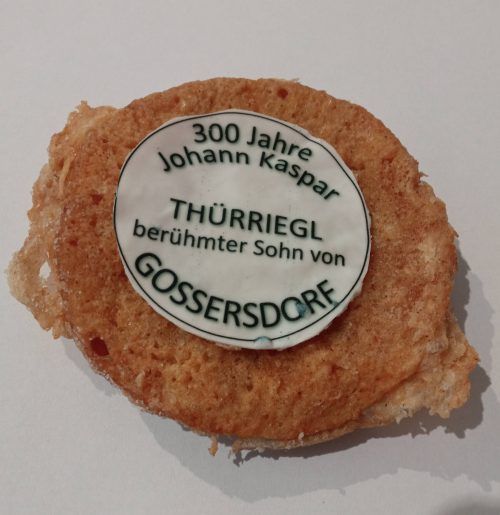 300 Jahre
Johann Kaspar
THÜRRIEGL
berühmter Sohn von
GOSSERSDORF